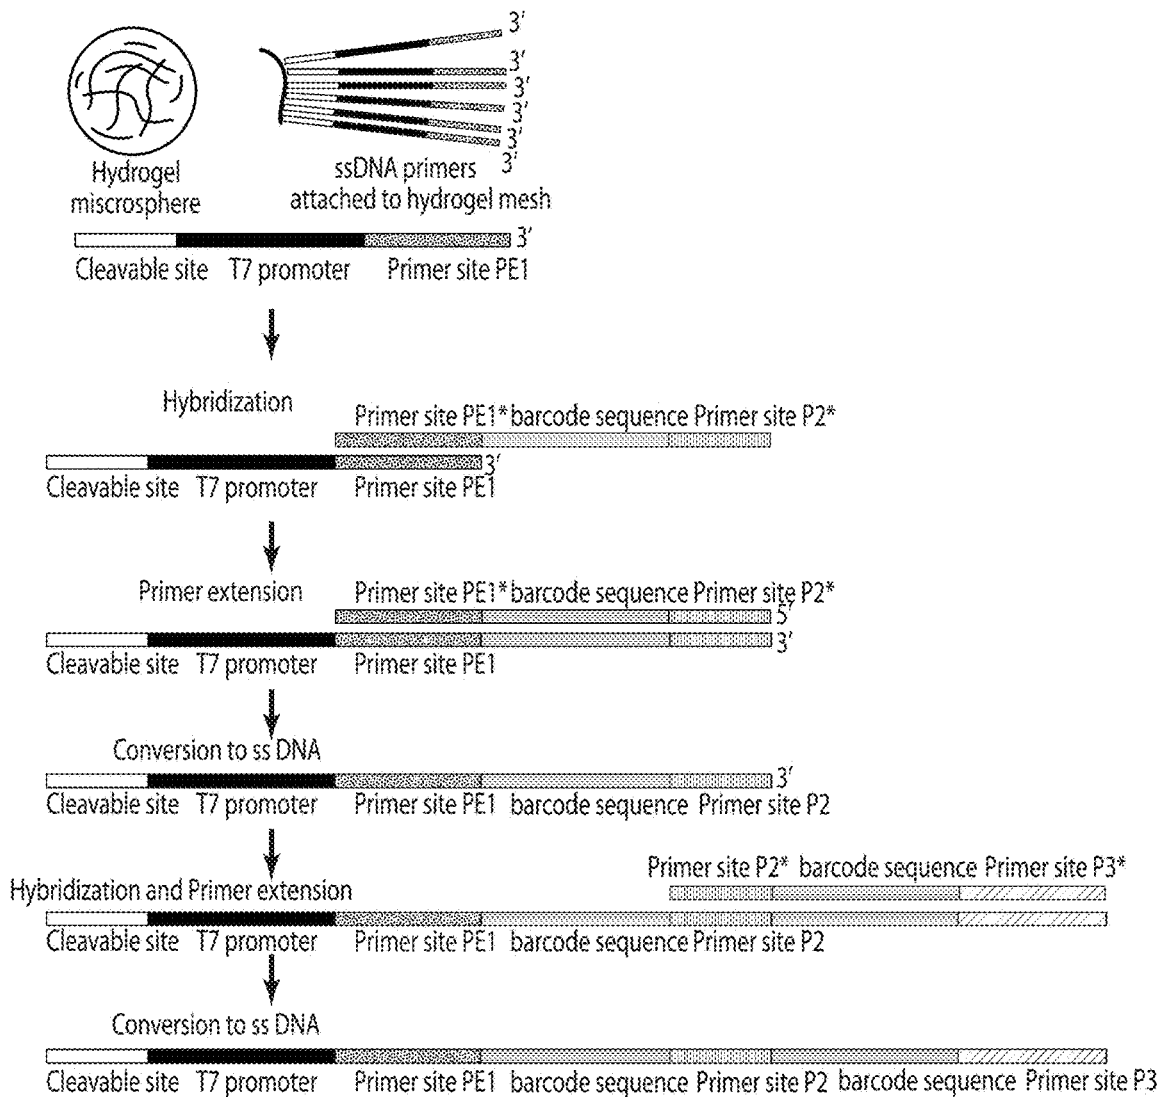 3'
3'
3'
3'
3'
3'
Hydrogel
miscrosphere
ssDNA primers
attached to hydrogel mesh
3'
Cleavable site T7 promoter Primer site PE1
Hybridization
Primer site PE1* barcode sequence Primer site P2*
3'
Cleavable site T7 promoter Primer site PE1
Primer extension
Primer site PE1* barcode sequence Primer site P2*
5'
3'
Cleavable site T7 promoter Primer site PE1
Conversion to ss DNA
3'
Cleavable site T7 promoter Primer site PE1 barcode sequence Primer site P2
Primer site P2* barcode sequence Primer site P3*
Hybridization and Primer extension
Cleavable site T7 promoter Primer site PE1 barcode sequence Primer site P2
Conversion to ss DNA
Cleavable site T7 promoter Primer site PE1 barcode sequence Primer site P2 barcode sequence Primer site P3